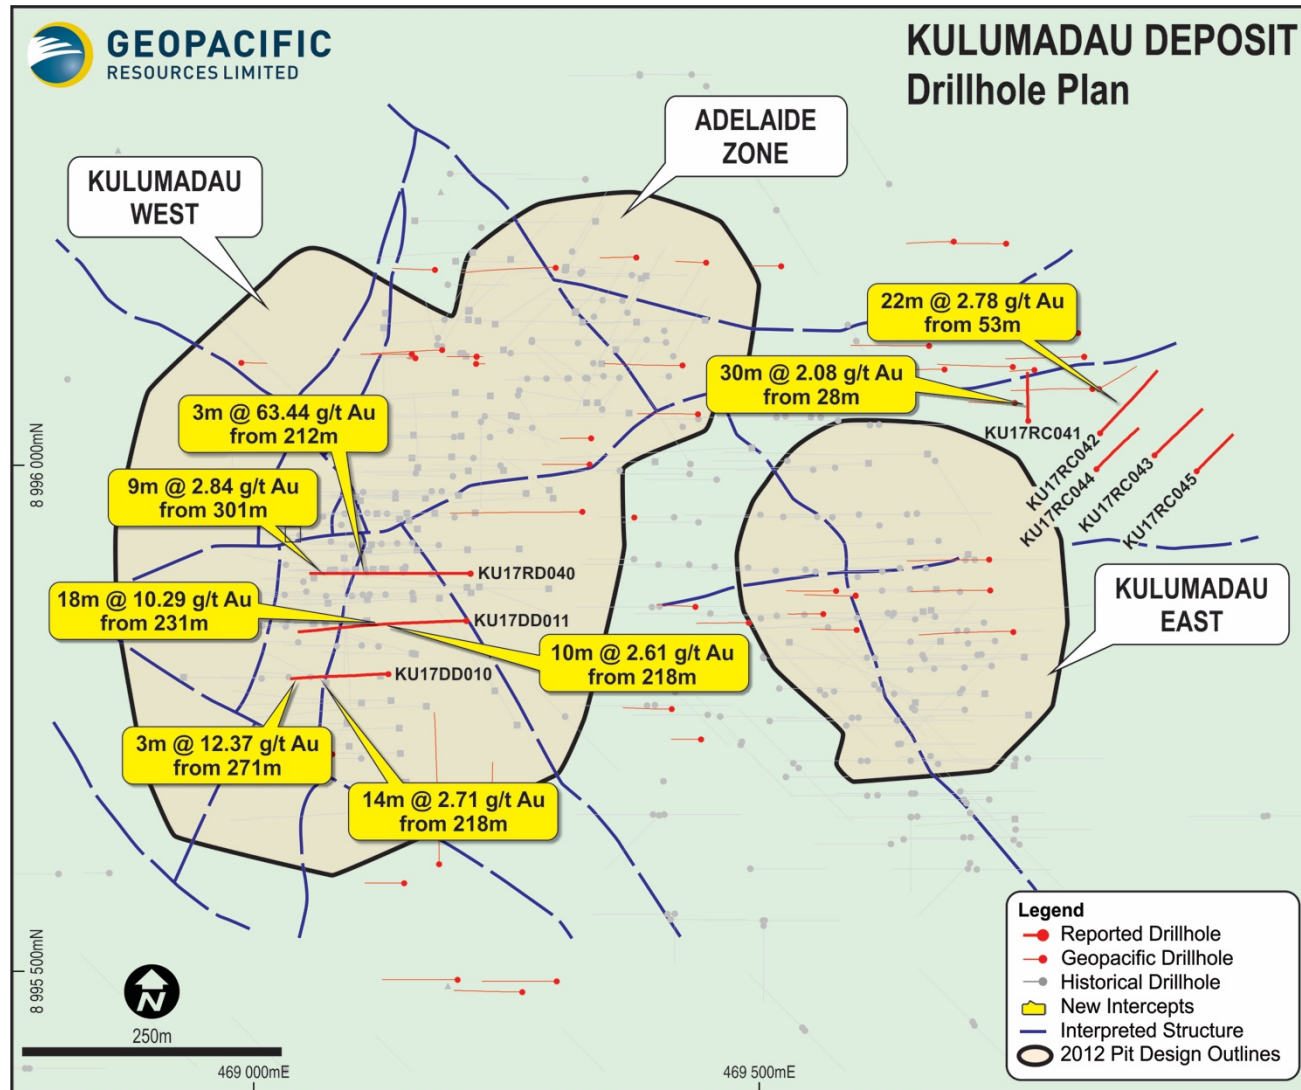 GEOPACIFIC
RESOURCES LIMITED
KULUMADAU DEPOSIT
Drillhole Plan
ADELAIDE
ZONE
KULUMADAU
WEST
22m @ 2.78 g/t Au
from 53m
30m @ 2.08 g/t Au
from 28m
3m @ 63.44 g/t Au
from 212m
KU17RC041
KU17RC042
KU17RC044
KU17RC043
KU17RC045
8 996 000mN
9m @ 2.84 g/t Au
from 301m
KU17RD040
18m @ 10.29 g/t Au
from 231m
KU17DD011
KULUMADAU
EAST
10m @ 2.61 g/t Au
from 218m
KU17DD010
3m @ 12.37 g/t Au
from 271m
14m @ 2.71 g/t Au
from 218m
8 995 500mN
N
250m
469 000mE
469 500mE
Legend
Reported Drillhole
Geopacific Drillhole
Historical Drillhole
New Intercepts
Interpreted Structure
2012 Pit Design Outlines